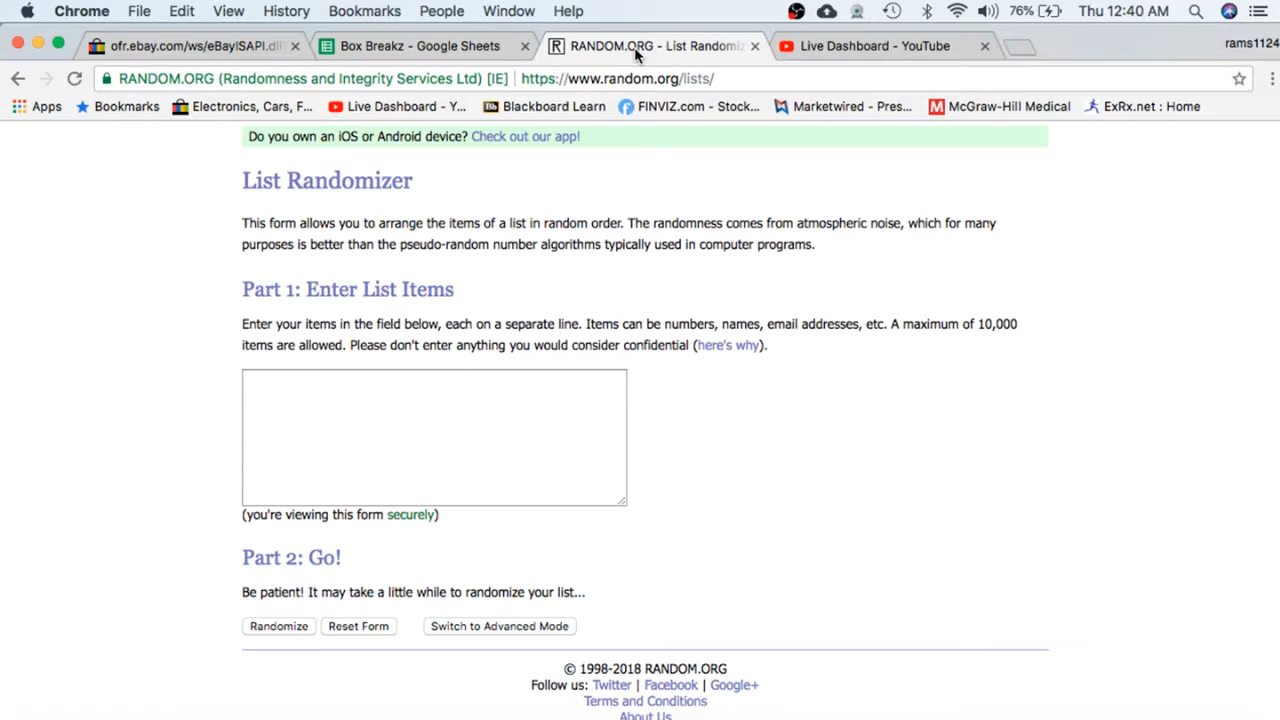 Chrome File Edit View History Bookmarks People Window Help 76% Thu 12:40 AM
ofr.ebay.com/ws/eBayISAPI.dll Box Breakz - Google Sheets RANDOM.ORG - List Randomiz Live Dashboard - YouTube rams1124
RANDOM.ORG (Randomness and Integrity Services Ltd) [IE] https://www.random.org/lists/
Apps Bookmarks Electronics, Cars, F... Live Dashboard - Y... Bb Blackboard Learn FINVIZ.com - Stock... Marketwired - Pres... M McGraw-Hill Medical ExRx.net : Home
Do you own an iOS or Android device? Check out our app!
List Randomizer
This form allows you to arrange the items of a list in random order. The randomness comes from atmospheric noise, which for many
purposes is better than the pseudo-random number algorithms typically used in computer programs.
Part 1: Enter List Items
Enter your items in the field below, each on a separate line. Items can be numbers, names, email addresses, etc. A maximum of 10,000
items are allowed. Please don't enter anything you would consider confidential (here's why).
(you're viewing this form securely)
Part 2: Go!
Be patient! It may take a little while to randomize your list...
Randomize Reset Form Switch to Advanced Mode
© 1998-2018 RANDOM.ORG
Follow us: Twitter | Facebook | Google+
Terms and Conditions
About Us